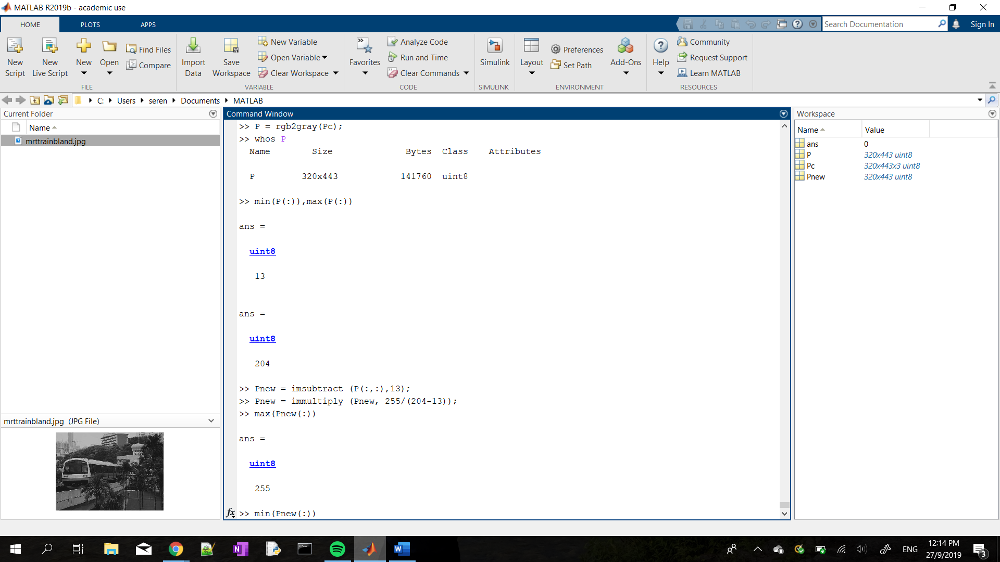 MATLAB R2019b - academic use
HOME PLOTS APPS
Search Documentation
Sign In
New Script
New Live Script
New
Open
Find Files
Compare
FILE
Import Data
Save Workspace
New Variable
Open Variable
Clear Workspace
VARIABLE
Favorites
Analyze Code
Run and Time
Clear Commands
CODE
Simulink
SIMULINK
Layout
Preferences
Set Path
Add-Ons
ENVIRONMENT
Help
Community
Request Support
Learn MATLAB
RESOURCES
C: Users seren Documents MATLAB
Current Folder
Name
mrttrainbland.jpg
mrttrainbland.jpg (JPG File)
Command Window
>> P = rgb2gray(Pc);
>> whos P
Name Size Bytes Class Attributes
P 320x443 141760 uint8
>> min(P(:)),max(P(:))
ans =
uint8
13
ans =
uint8
204
>> Pnew = imsubtract (P(:,:),13);
>> Pnew = immultiply (Pnew, 255/(204-13));
>> max(Pnew(:))
ans =
uint8
255
fx >> min(Pnew(:))
Workspace
Name Value
ans 0
P 320x443 uint8
Pc 320x443x3 uint8
Pnew 320x443 uint8
ENG
12:14 PM
27/9/2019
3